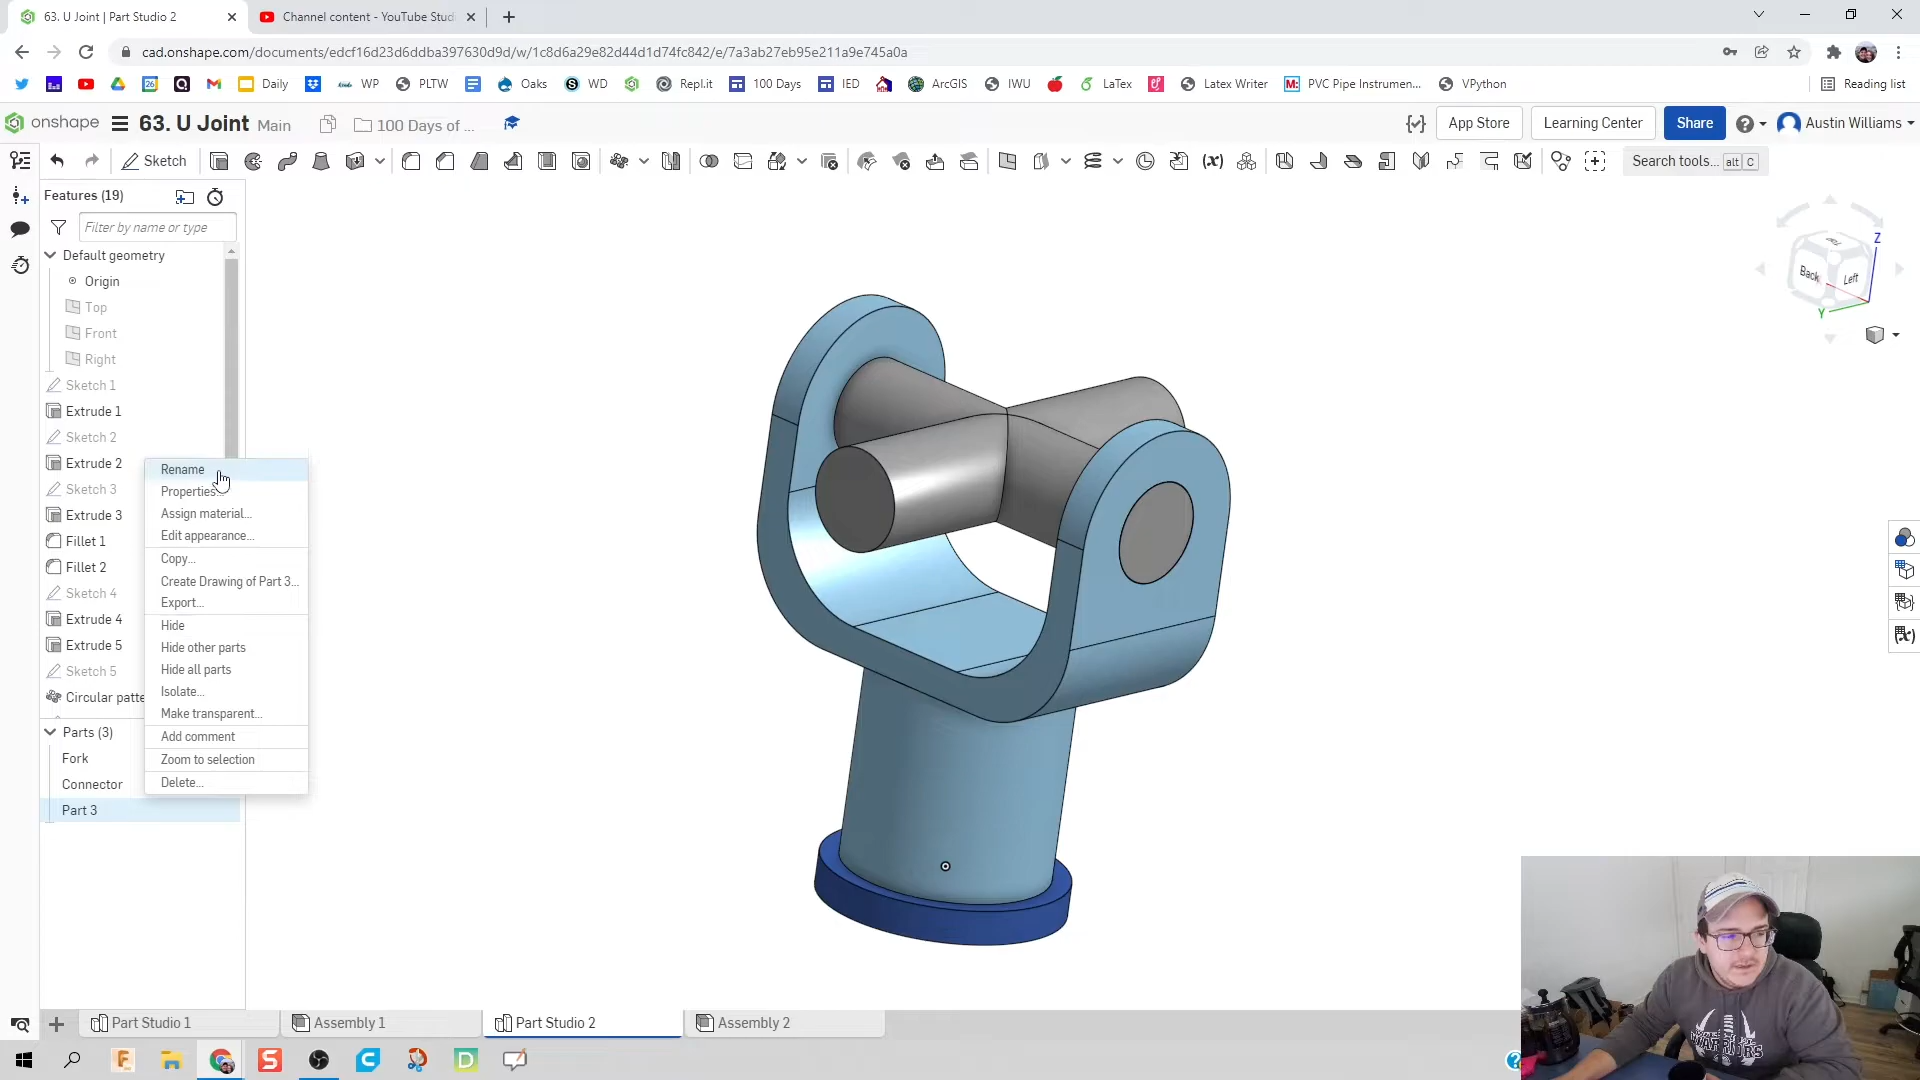 63. U Joint | Part Studio 2
Channel content - YouTube Stud
cad.onshape.com/documents/edcf16d23d6ddba397630d9d/w/1c8d6a29e82d44d1d74fc842/e/7a3ab27eb95e211a9e745a0a
Daily
WP
PLTW
Oaks
WD
Repl.it
100 Days
IED
ArcGIS
IWU
LaTex
Latex Writer
PVC Pipe Instrumen...
VPython
Reading list
onshape
63. U Joint Main
100 Days of ...
App Store
Learning Center
Share
Austin Williams
Sketch
Search tools... alt C
Features (19)
Filter by name or type
Default geometry
Origin
Top
Front
Right
Sketch 1
Extrude 1
Sketch 2
Extrude 2
Sketch 3
Extrude 3
Fillet 1
Fillet 2
Sketch 4
Extrude 4
Extrude 5
Sketch 5
Circular patte
Parts (3)
Fork
Connector
Part 3
Rename
Properties...
Assign material...
Edit appearance...
Copy...
Create Drawing of Part 3...
Export...
Hide
Hide other parts
Hide all parts
Isolate...
Make transparent...
Add comment
Zoom to selection
Delete...
Top
Back
Left
Z
Y
Part Studio 1
Assembly 1
Part Studio 2
Assembly 2
WARRIORS